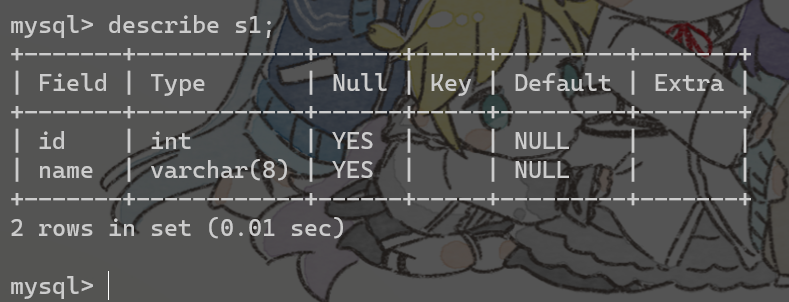 mysql> describe s1;
+-------+------------+------+-----+---------+-------+
| Field | Type       | Null | Key | Default | Extra |
+-------+------------+------+-----+---------+-------+
| id    | int        | YES  |     | NULL    |       |
| name  | varchar(8) | YES  |     | NULL    |       |
+-------+------------+------+-----+---------+-------+
2 rows in set (0.01 sec)
mysql>